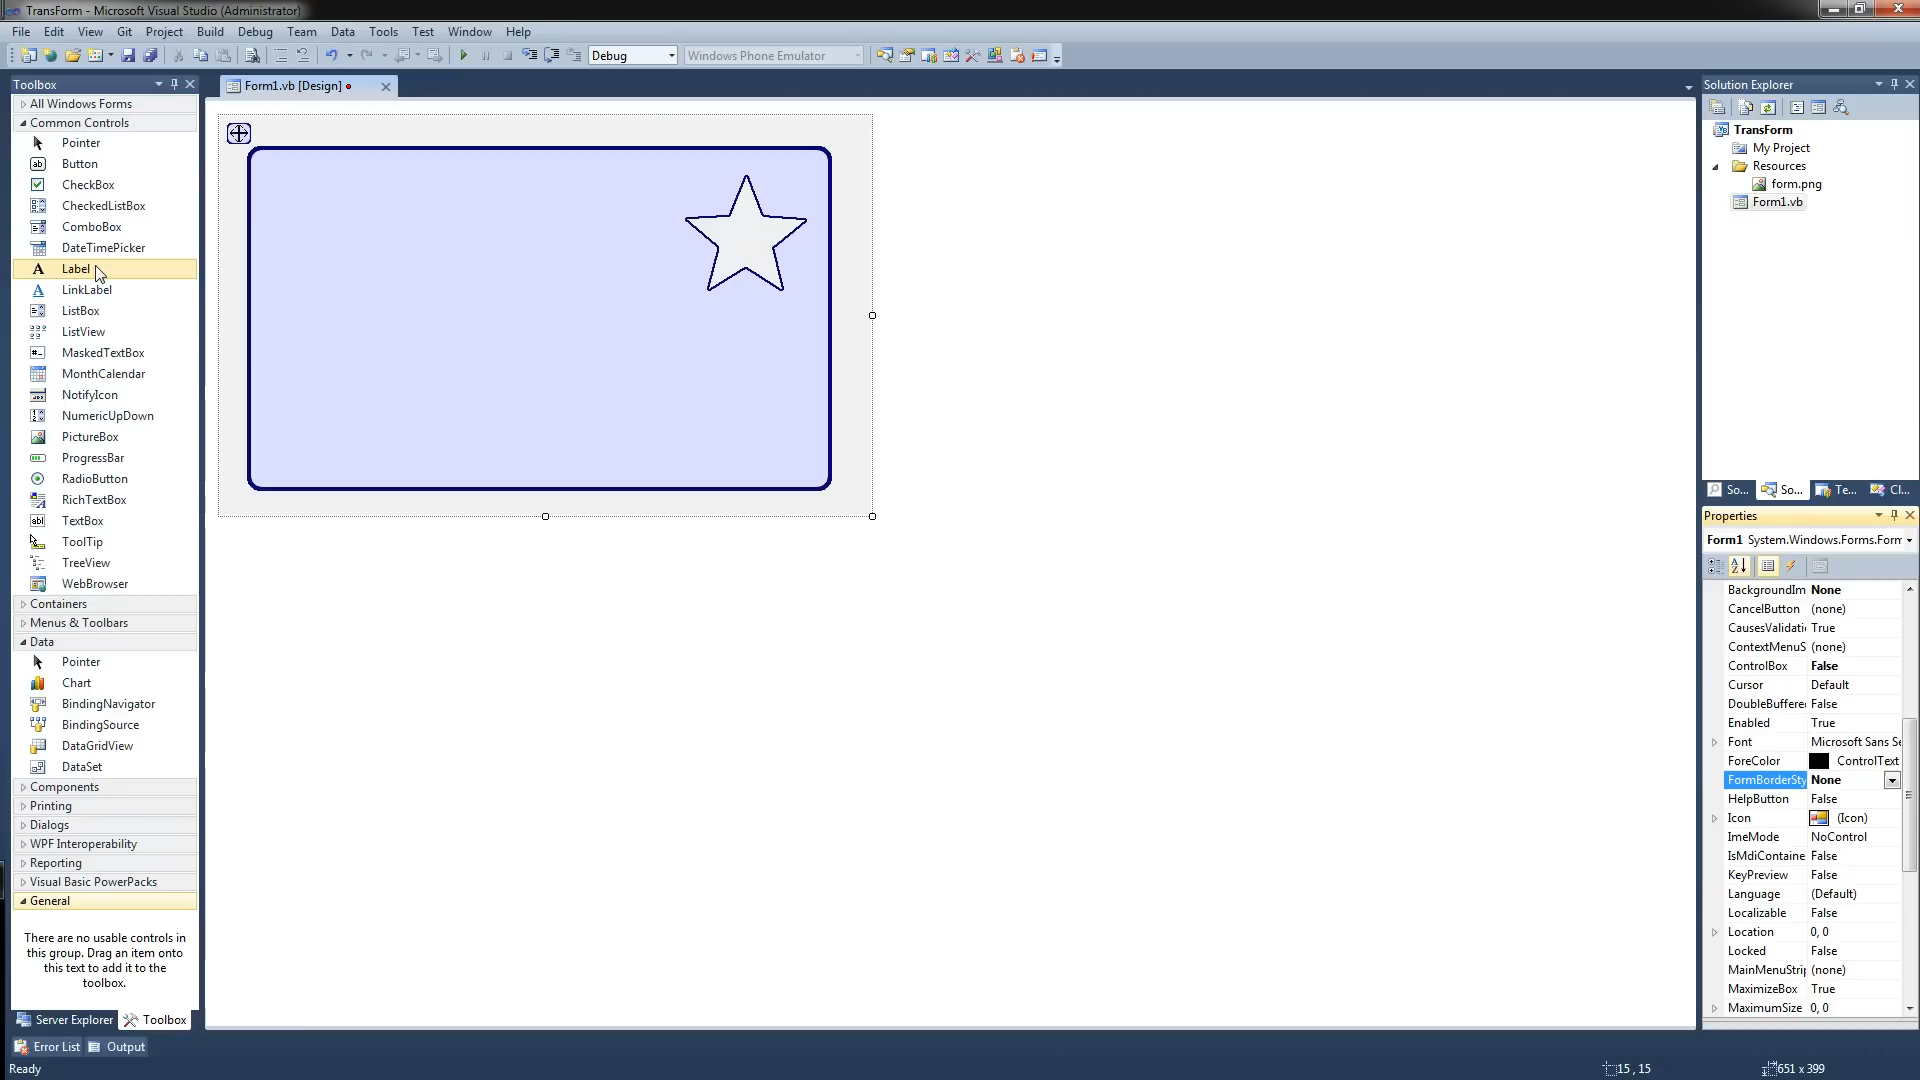 TransForm - Microsoft Visual Studio (Administrator)
File Edit View Git Project Build Debug Team Data Tools Test Window Help
Debug Windows Phone Emulator
Toolbox
All Windows Forms
Common Controls
Pointer
Button
CheckBox
CheckedListBox
ComboBox
DateTimePicker
Label
LinkLabel
ListBox
ListView
MaskedTextBox
MonthCalendar
NotifyIcon
NumericUpDown
PictureBox
ProgressBar
RadioButton
RichTextBox
TextBox
ToolTip
TreeView
WebBrowser
Containers
Menus & Toolbars
Data
Pointer
Chart
BindingNavigator
BindingSource
DataGridView
DataSet
Components
Printing
Dialogs
WPF Interoperability
Reporting
Visual Basic PowerPacks
General
There are no usable controls in
this group. Drag an item onto
this text to add it to the
toolbox.
Server Explorer Toolbox
Form1.vb [Design]
Solution Explorer
TransForm
My Project
Resources
form.png
Form1.vb
So... So... Te... Cl...
Properties
Form1 System.Windows.Forms.Form
BackgroundIm None
CancelButton (none)
CausesValidati True
ContextMenuS (none)
ControlBox False
Cursor Default
DoubleBuffere False
Enabled True
Font Microsoft Sans Se
ForeColor ControlText
FormBorderSty None
HelpButton False
Icon (Icon)
ImeMode NoControl
IsMdiContaine False
KeyPreview False
Language (Default)
Localizable False
Location 0, 0
Locked False
MainMenuStrip (none)
MaximizeBox True
MaximumSize 0, 0
Error List Output
Ready 15 , 15 651 x 399